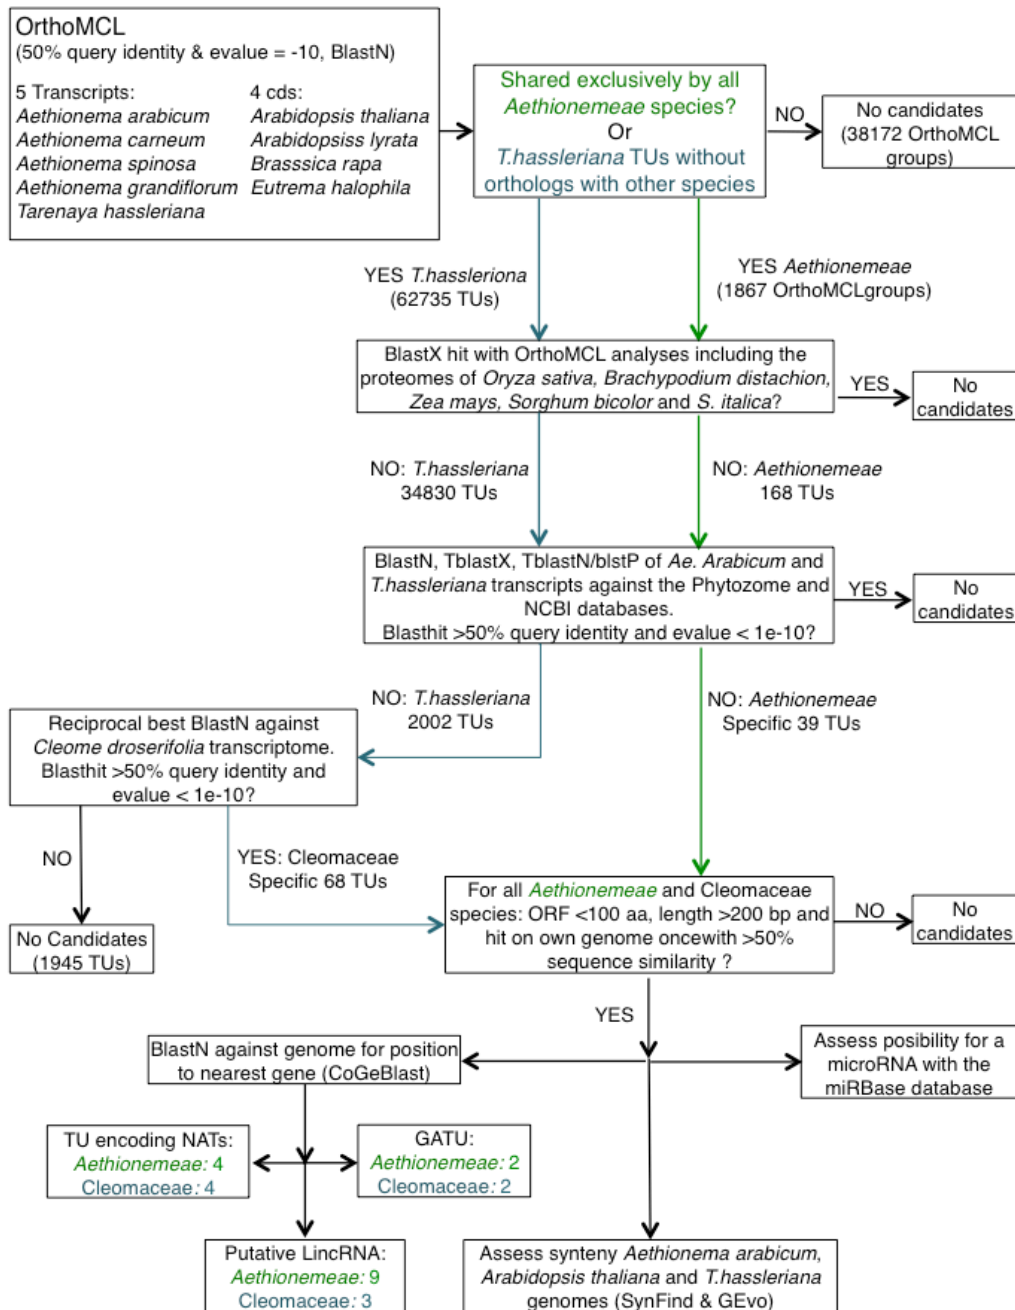 OrthoMCL
(50% query identity & evalue = -10, BlastN)
5 Transcripts:
Aethionema arabicum
Aethionema carneum
Aethionema spinosa
Aethionema grandiflorum
Tarenaya hassleriana
4 cds:
Arabidopsis thaliana
Arabidopsiss lyrata
Brasssica rapa
Eutrema halophila
Shared exclusively by all
Aethionemeae species?
Or
T.hassleriana TUs without
orthologs with other species
NO
No candidates
(38172 OrthoMCL
groups)
YES T.hassleriona
(62735 TUs)
YES Aethionemeae
(1867 OrthoMCLgroups)
BlastX hit with OrthoMCL analyses including the
proteomes of Oryza sativa, Brachypodium distachion,
Zea mays, Sorghum bicolor and S. italica?
YES
No
candidates
NO: T.hassleriana
34830 TUs
NO: Aethionemeae
168 TUs
BlastN, TblastX, TblastN/blstP of Ae. Arabicum and
T.hassleriana transcripts against the Phytozome and
NCBI databases.
Blasthit >50% query identity and evalue < 1e-10?
YES
No
candidates
NO: T.hassleriana
2002 TUs
NO: Aethionemeae
Specific 39 TUs
Reciprocal best BlastN against
Cleome droserifolia transcriptome.
Blasthit >50% query identity and
evalue < 1e-10?
NO
YES: Cleomaceae
Specific 68 TUs
No Candidates
(1945 TUs)
For all Aethionemeae and Cleomaceae
species: ORF <100 aa, length >200 bp and
hit on own genome oncewith >50%
sequence similarity ?
NO
No
candidates
YES
BlastN against genome for position
to nearest gene (CoGeBlast)
Assess posibility for a
microRNA with the
miRBase database
TU encoding NATs:
Aethionemeae: 4
Cleomaceae: 4
GATU:
Aethionemeae: 2
Cleomaceae: 2
Putative LincRNA:
Aethionemeae: 9
Cleomaceae: 3
Assess synteny Aethionema arabicum,
Arabidopsis thaliana and T.hassleriana
genomes (SynFind & GEvo)